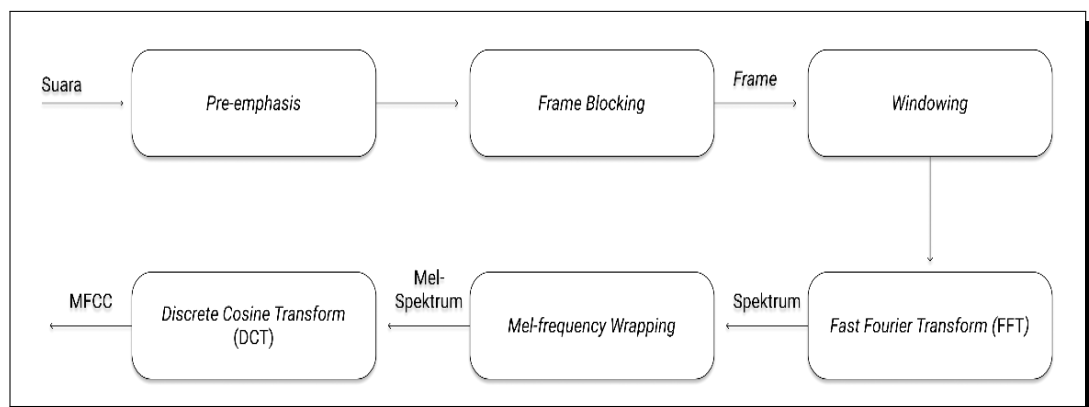 Suara
Pre-emphasis
Frame Blocking
Frame
Windowing
Fast Fourier Transform (FFT)
Spektrum
Mel-frequency Wrapping
Mel-
Spektrum
Discrete Cosine Transform
(DCT)
MFCC